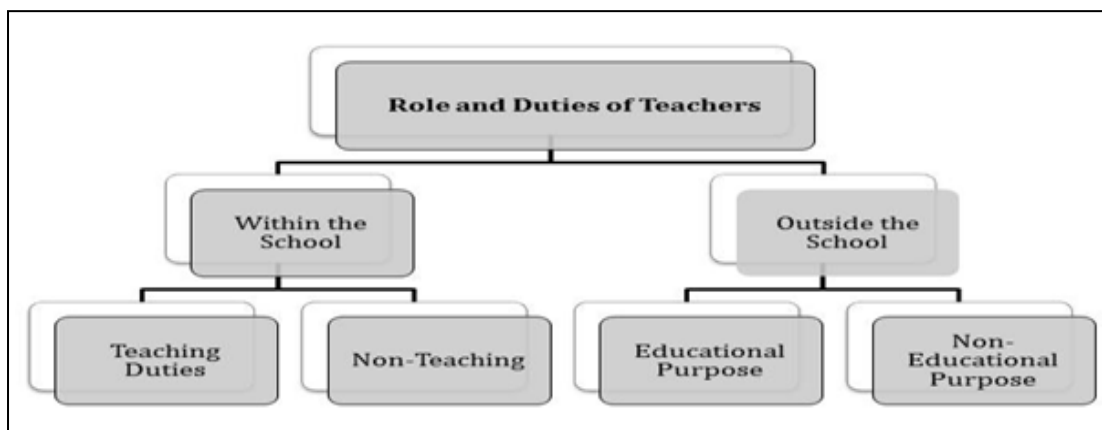 Role and Duties of Teachers
Within the
School
Outside the
School
Teaching
Duties
Non-Teaching
Educational
Purpose
Non-
Educational
Purpose